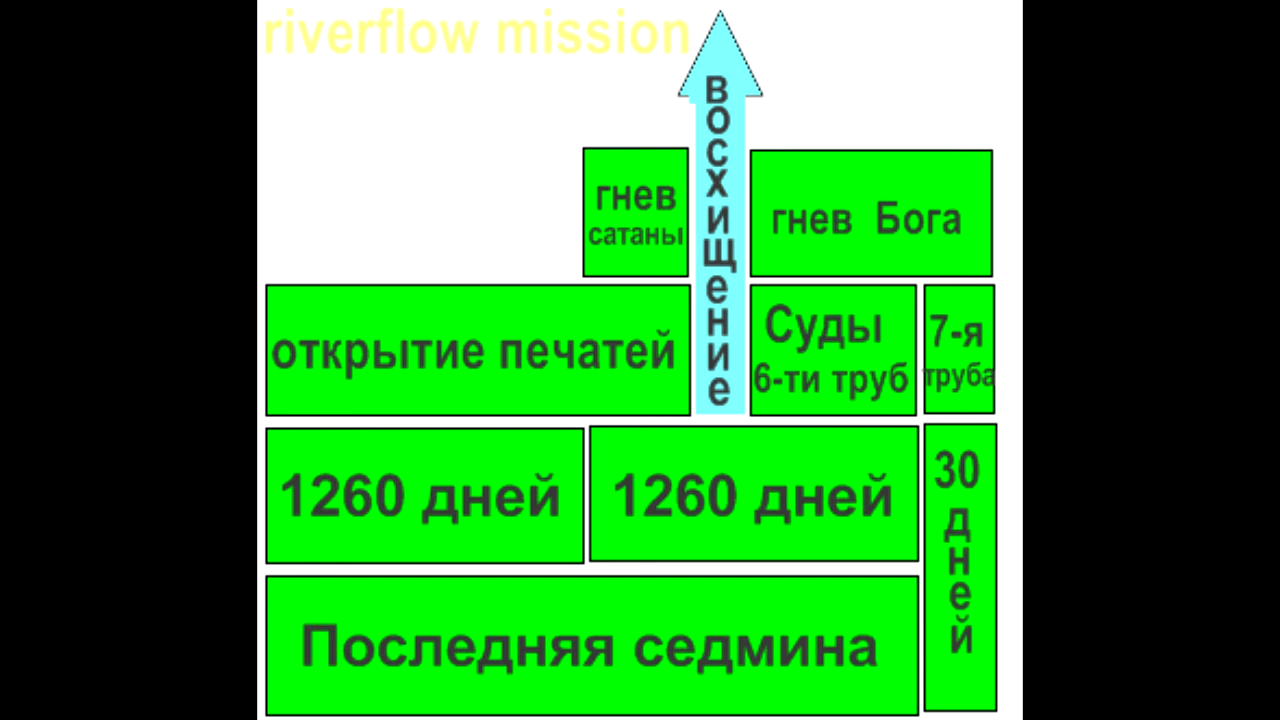 riverflow mission
восхищение
гнев
сатаны
гнев Бога
открытие печатей
Суды
6-ти труб
7-я
труба
1260 дней
1260 дней
30
дней
Последняя седмина